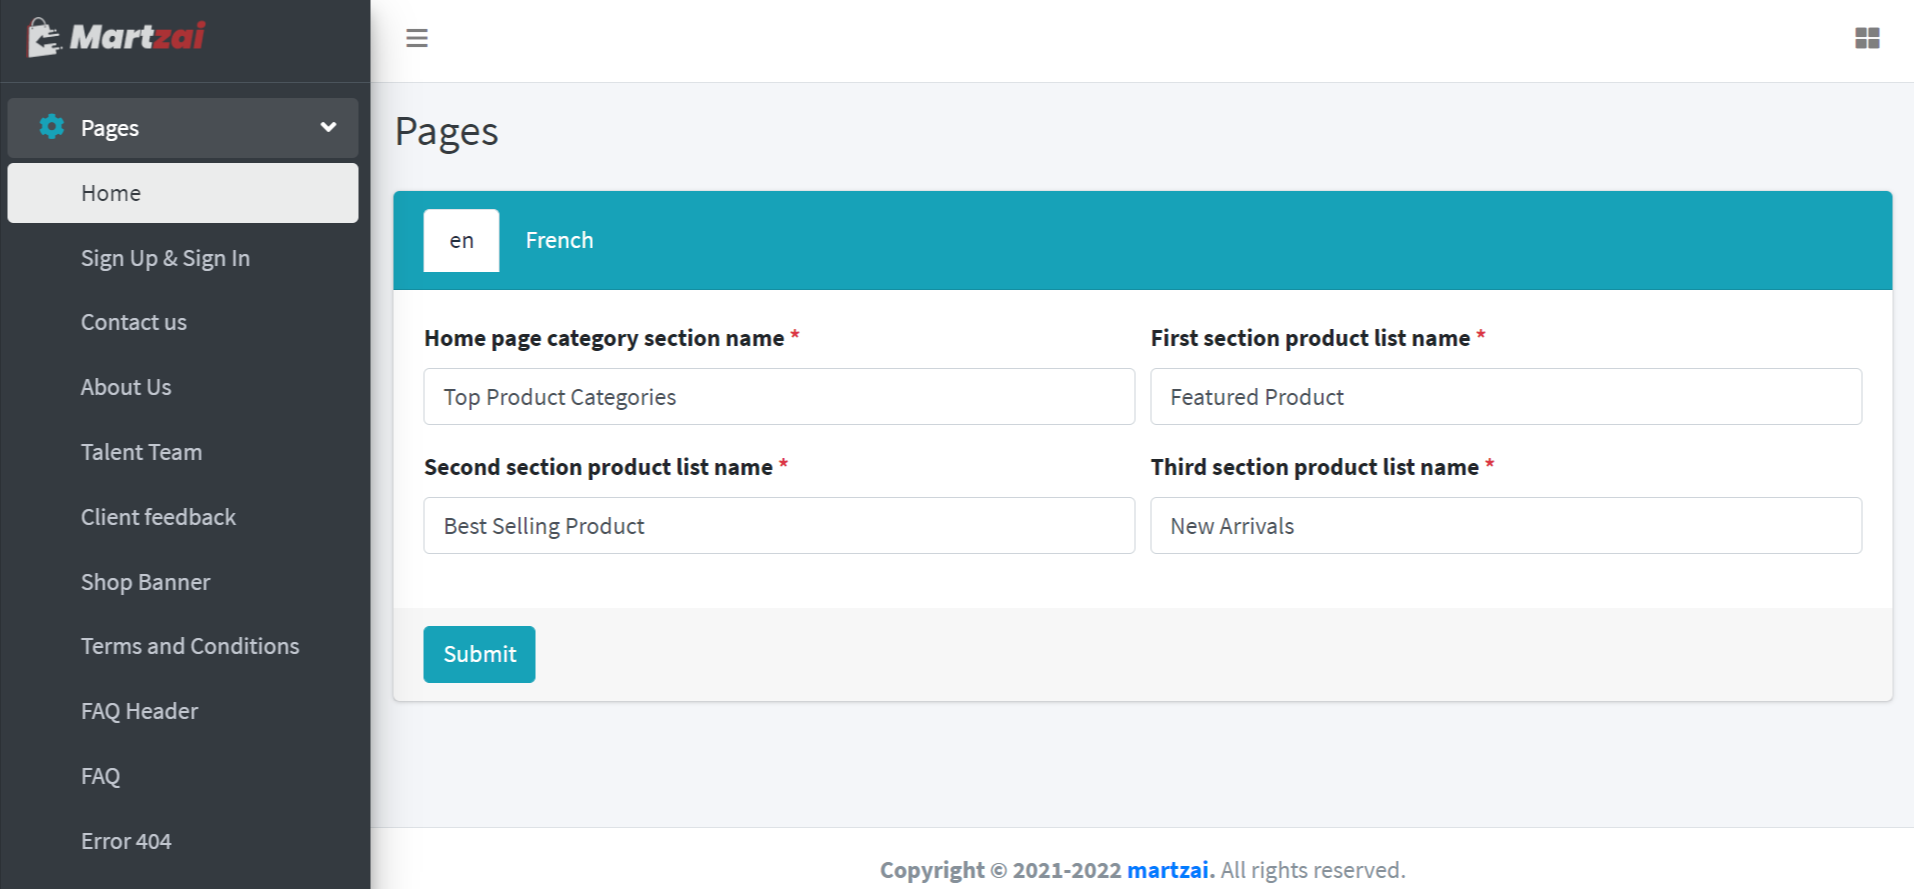 Martzai
Pages
Home
Sign Up & Sign In
Contact us
About Us
Talent Team
Client feedback
Shop Banner
Terms and Conditions
FAQ Header
FAQ
Error 404
Pages
en French
Home page category section name * First section product list name *
Top Product Categories Featured Product
Second section product list name * Third section product list name *
Best Selling Product New Arrivals
Submit
Copyright © 2021-2022 martzai. All rights reserved.